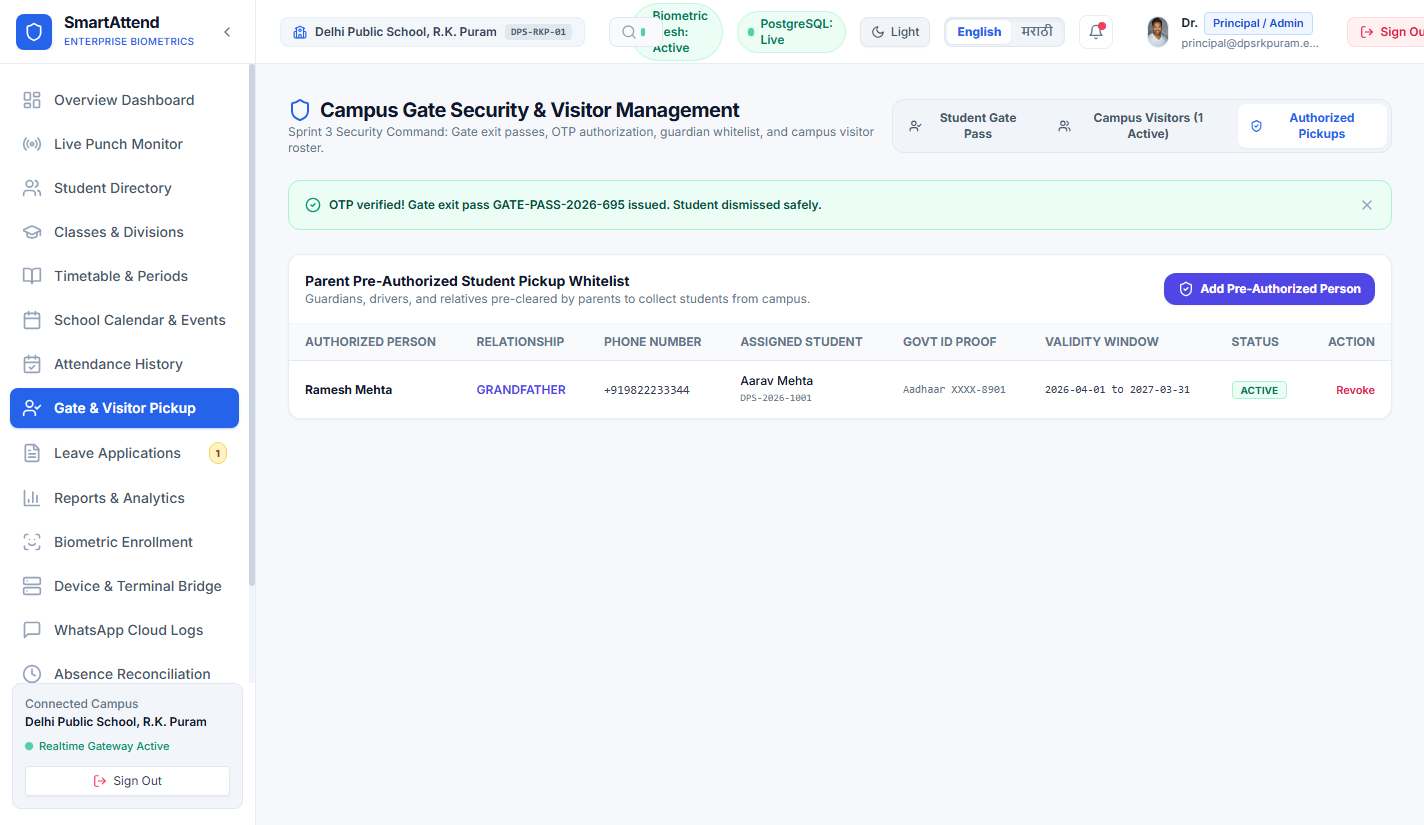 SmartAttend
ENTERPRISE BIOMETRICS
Delhi Public School, R.K. Puram DPS-RKP-01
Biometric
esh:
Active
PostgreSQL:
Live
Light
English
मराठी
Dr. Principal / Admin
principal@dpsrkpuram.e...
Sign Ou
Overview Dashboard
Live Punch Monitor
Student Directory
Classes & Divisions
Timetable & Periods
School Calendar & Events
Attendance History
Gate & Visitor Pickup
Leave Applications 1
Reports & Analytics
Biometric Enrollment
Device & Terminal Bridge
WhatsApp Cloud Logs
Absence Reconciliation
Connected Campus
Delhi Public School, R.K. Puram
Realtime Gateway Active
Sign Out
Campus Gate Security & Visitor Management
Sprint 3 Security Command: Gate exit passes, OTP authorization, guardian whitelist, and campus visitor
roster.
Student Gate
Pass
Campus Visitors (1
Active)
Authorized
Pickups
OTP verified! Gate exit pass GATE-PASS-2026-695 issued. Student dismissed safely.
Parent Pre-Authorized Student Pickup Whitelist
Guardians, drivers, and relatives pre-cleared by parents to collect students from campus.
Add Pre-Authorized Person
AUTHORIZED PERSON RELATIONSHIP PHONE NUMBER ASSIGNED STUDENT GOVT ID PROOF VALIDITY WINDOW STATUS ACTION
Ramesh Mehta GRANDFATHER +919822233344 Aarav Mehta Aadhaar XXXX-8901 2026-04-01 to 2027-03-31 ACTIVE Revoke
DPS-2026-1001